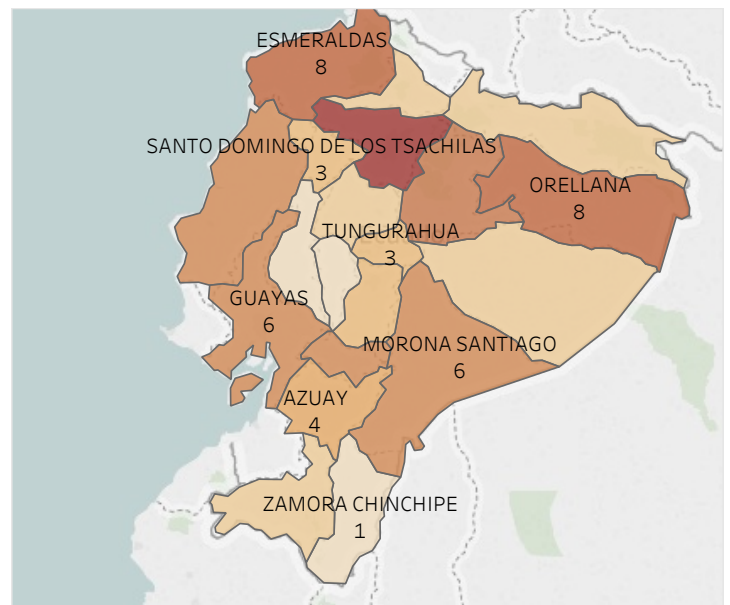 ESMERALDAS
8
SANTO DOMINGO DE LOS TSACHILAS
3
ORELLANA
8
TUNGURAHUA
3
GUAYAS
6
MORONA SANTIAGO
6
AZUAY
4
ZAMORA CHINCHIPE
1